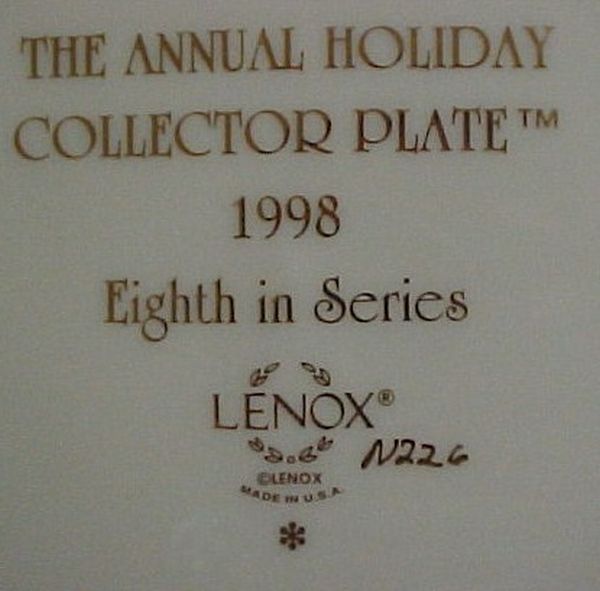 THE ANNUAL HOLIDAY
COLLECTOR PLATE™
1998
Eighth in Series
LENOX®
N226
©LENOX
MADE IN U.S.A.